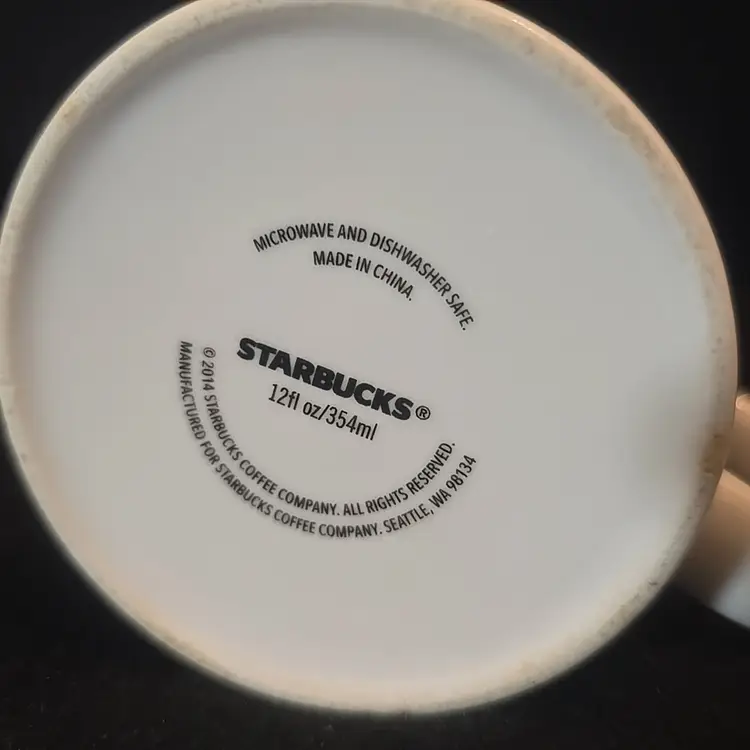 MICROWAVE AND DISHWASHER SAFE.
MADE IN CHINA.
STARBUCKS®
12fl oz/354ml
© 2014 STARBUCKS COFFEE COMPANY. ALL RIGHTS RESERVED.
MANUFACTURED FOR STARBUCKS COFFEE COMPANY. SEATTLE, WA 98134